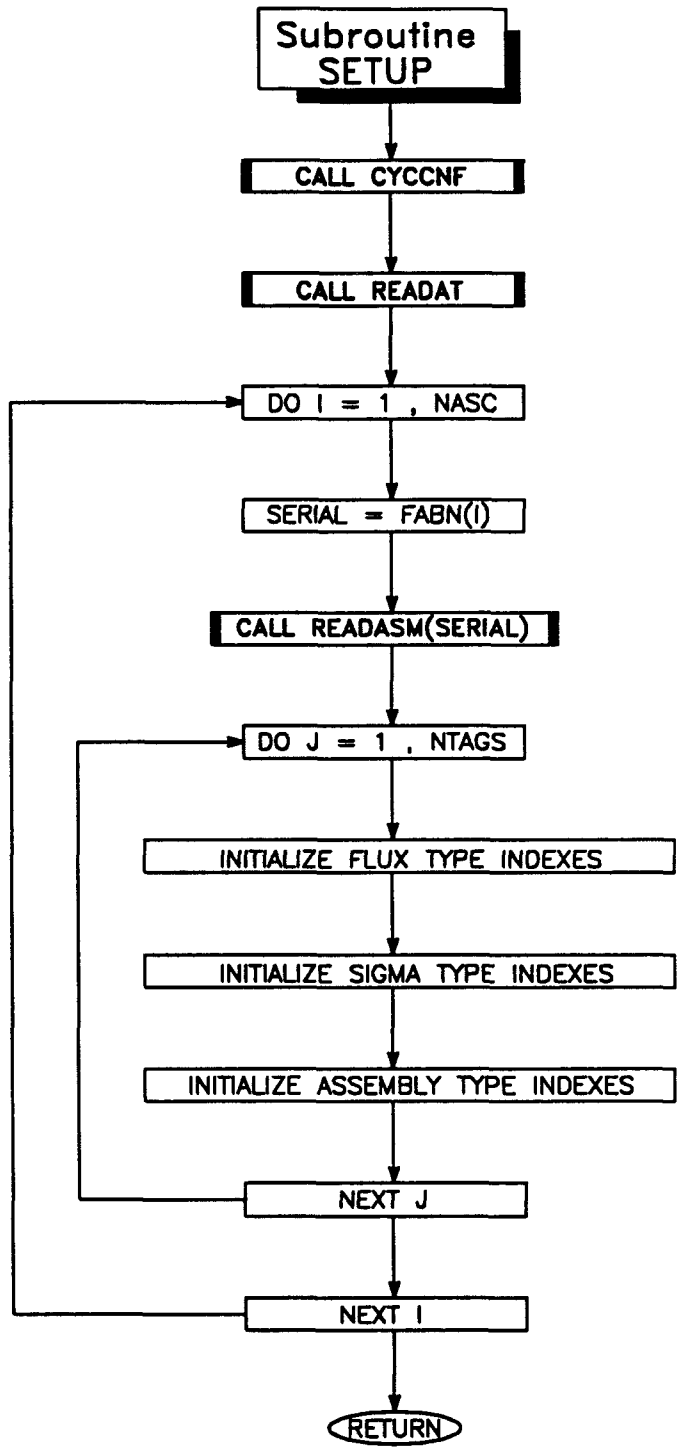 Subroutine
SETUP
CALL CYCCNF
CALL READAT
DO I = 1 , NASC
SERIAL = FABN(I)
CALL READASM(SERIAL)
DO J = 1 , NTAGS
INITIALIZE FLUX TYPE INDEXES
INITIALIZE SIGMA TYPE INDEXES
INITIALIZE ASSEMBLY TYPE INDEXES
NEXT J
NEXT I
RETURN